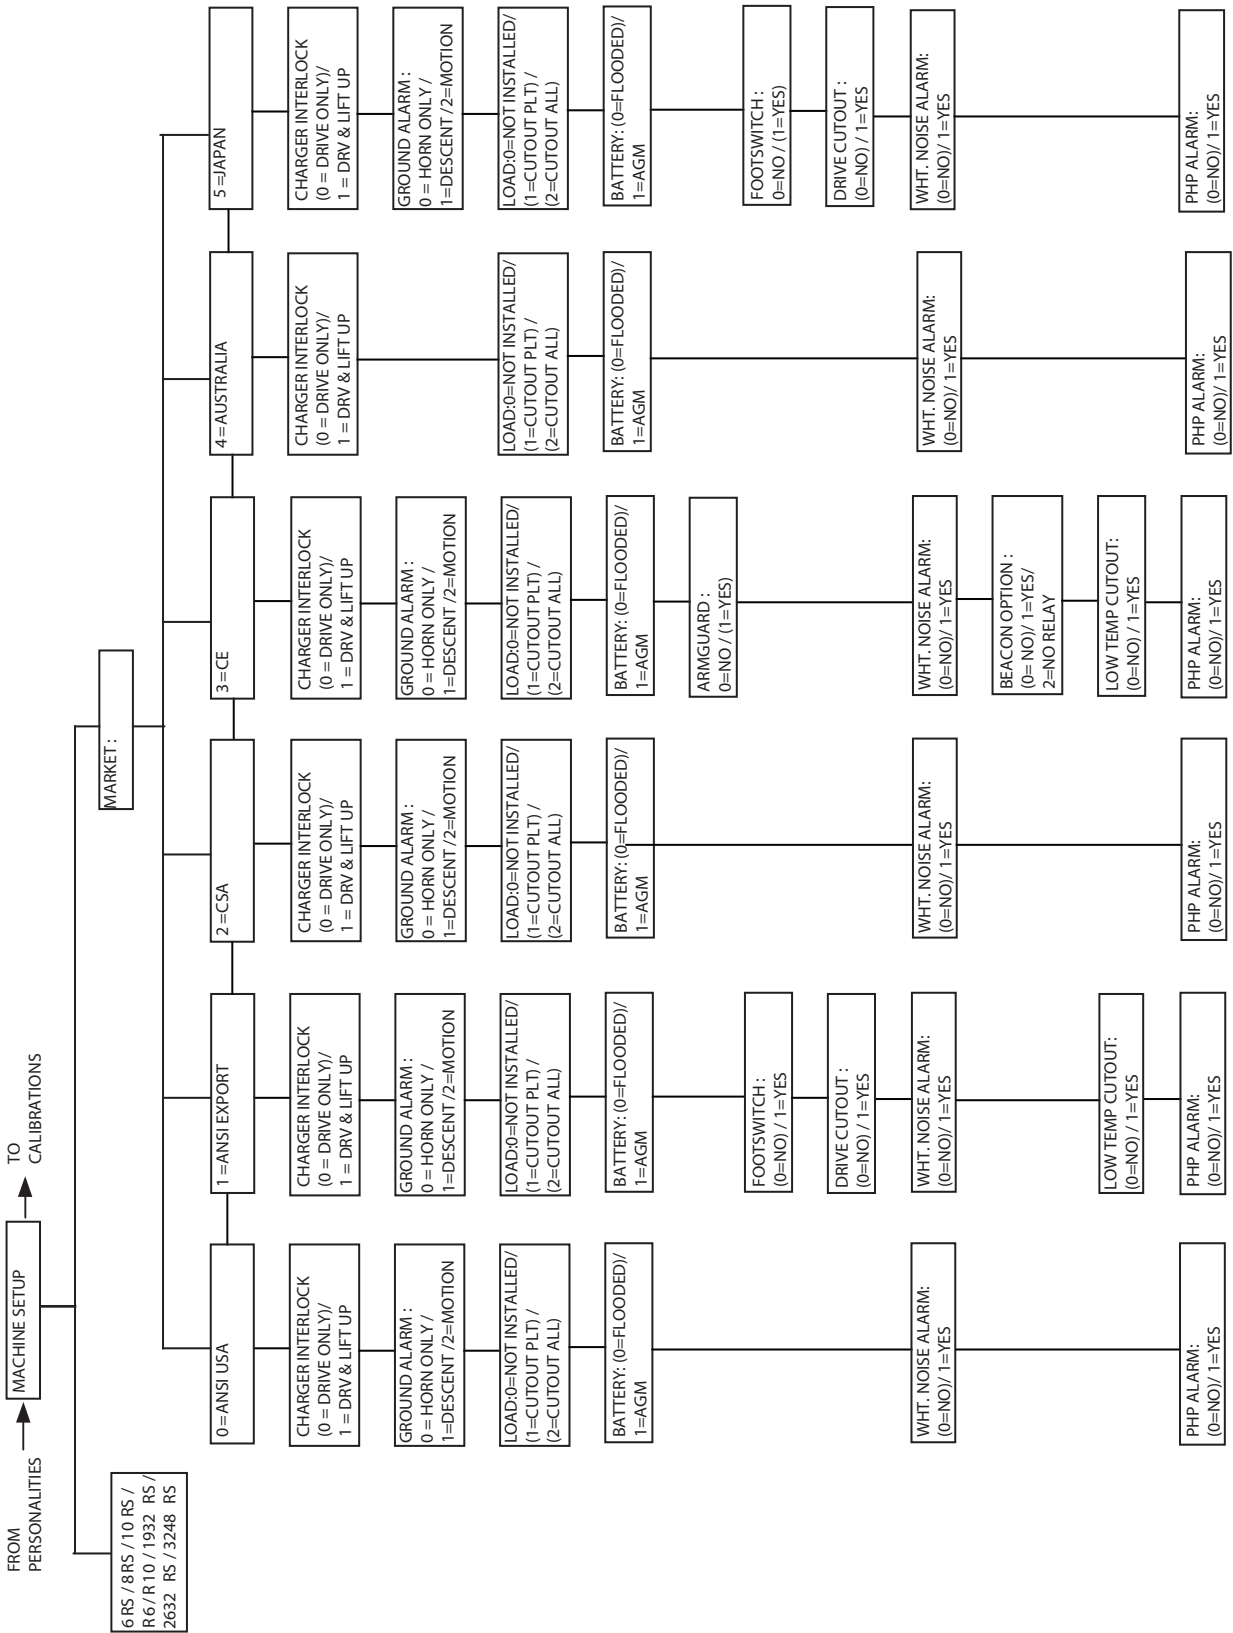 FROM
PERSONALITIES
MACHINE SETUP
TO
CALIBRATIONS
6 RS / 8RS / 10 RS /
R6 / R 10 / 1932 RS /
2632 RS / 3248 RS
MARKET :
0=ANSI USA
CHARGER INTERLOCK
(0 = DRIVE ONLY)/
1 = DRV & LIFT UP
GROUND ALARM :
0 = HORN ONLY /
1=DESCENT /2=MOTION
LOAD:0=NOT INSTALLED/
(1=CUTOUT PLT) /
(2=CUTOUT ALL)
BATTERY: (0=FLOODED)/
1=AGM
WHT. NOISE ALARM:
(0=NO)/ 1=YES
PHP ALARM:
(0=NO)/ 1=YES
1=ANSI EXPORT
CHARGER INTERLOCK
(0 = DRIVE ONLY)/
1 = DRV & LIFT UP
GROUND ALARM :
0 = HORN ONLY /
1=DESCENT /2=MOTION
LOAD:0=NOT INSTALLED/
(1=CUTOUT PLT) /
(2=CUTOUT ALL)
BATTERY: (0=FLOODED)/
1=AGM
FOOTSWITCH :
(0=NO) / 1=YES
DRIVE CUTOUT :
(0=NO) / 1=YES
WHT. NOISE ALARM:
(0=NO)/ 1=YES
LOW TEMP CUTOUT:
(0=NO) / 1=YES
PHP ALARM:
(0=NO)/ 1=YES
2=CSA
CHARGER INTERLOCK
(0 = DRIVE ONLY)/
1 = DRV & LIFT UP
GROUND ALARM :
0 = HORN ONLY /
1=DESCENT /2=MOTION
LOAD:0=NOT INSTALLED/
(1=CUTOUT PLT) /
(2=CUTOUT ALL)
BATTERY: (0=FLOODED)/
1=AGM
WHT. NOISE ALARM:
(0=NO)/ 1=YES
PHP ALARM:
(0=NO)/ 1=YES
3=CE
CHARGER INTERLOCK
(0 = DRIVE ONLY)/
1 = DRV & LIFT UP
GROUND ALARM :
0 = HORN ONLY /
1=DESCENT /2=MOTION
LOAD:0=NOT INSTALLED/
(1=CUTOUT PLT) /
(2=CUTOUT ALL)
BATTERY: (0=FLOODED)/
1=AGM
ARMGUARD :
0=NO / (1=YES)
WHT. NOISE ALARM:
(0=NO)/ 1=YES
BEACON OPTION :
(0= NO)/ 1=YES/
2=NO RELAY
LOW TEMP CUTOUT:
(0=NO) / 1=YES
PHP ALARM:
(0=NO)/ 1=YES
4=AUSTRALIA
CHARGER INTERLOCK
(0 = DRIVE ONLY)/
1 = DRV & LIFT UP
LOAD:0=NOT INSTALLED/
(1=CUTOUT PLT) /
(2=CUTOUT ALL)
BATTERY: (0=FLOODED)/
1=AGM
WHT. NOISE ALARM:
(0=NO)/ 1=YES
PHP ALARM:
(0=NO)/ 1=YES
5=JAPAN
CHARGER INTERLOCK
(0 = DRIVE ONLY)/
1 = DRV & LIFT UP
GROUND ALARM :
0 = HORN ONLY /
1=DESCENT /2=MOTION
LOAD:0=NOT INSTALLED/
(1=CUTOUT PLT) /
(2=CUTOUT ALL)
BATTERY: (0=FLOODED)/
1=AGM
FOOTSWITCH :
0=NO / (1=YES)
DRIVE CUTOUT :
(0=NO) / 1=YES
WHT. NOISE ALARM:
(0=NO)/ 1=YES
PHP ALARM:
(0=NO)/ 1=YES